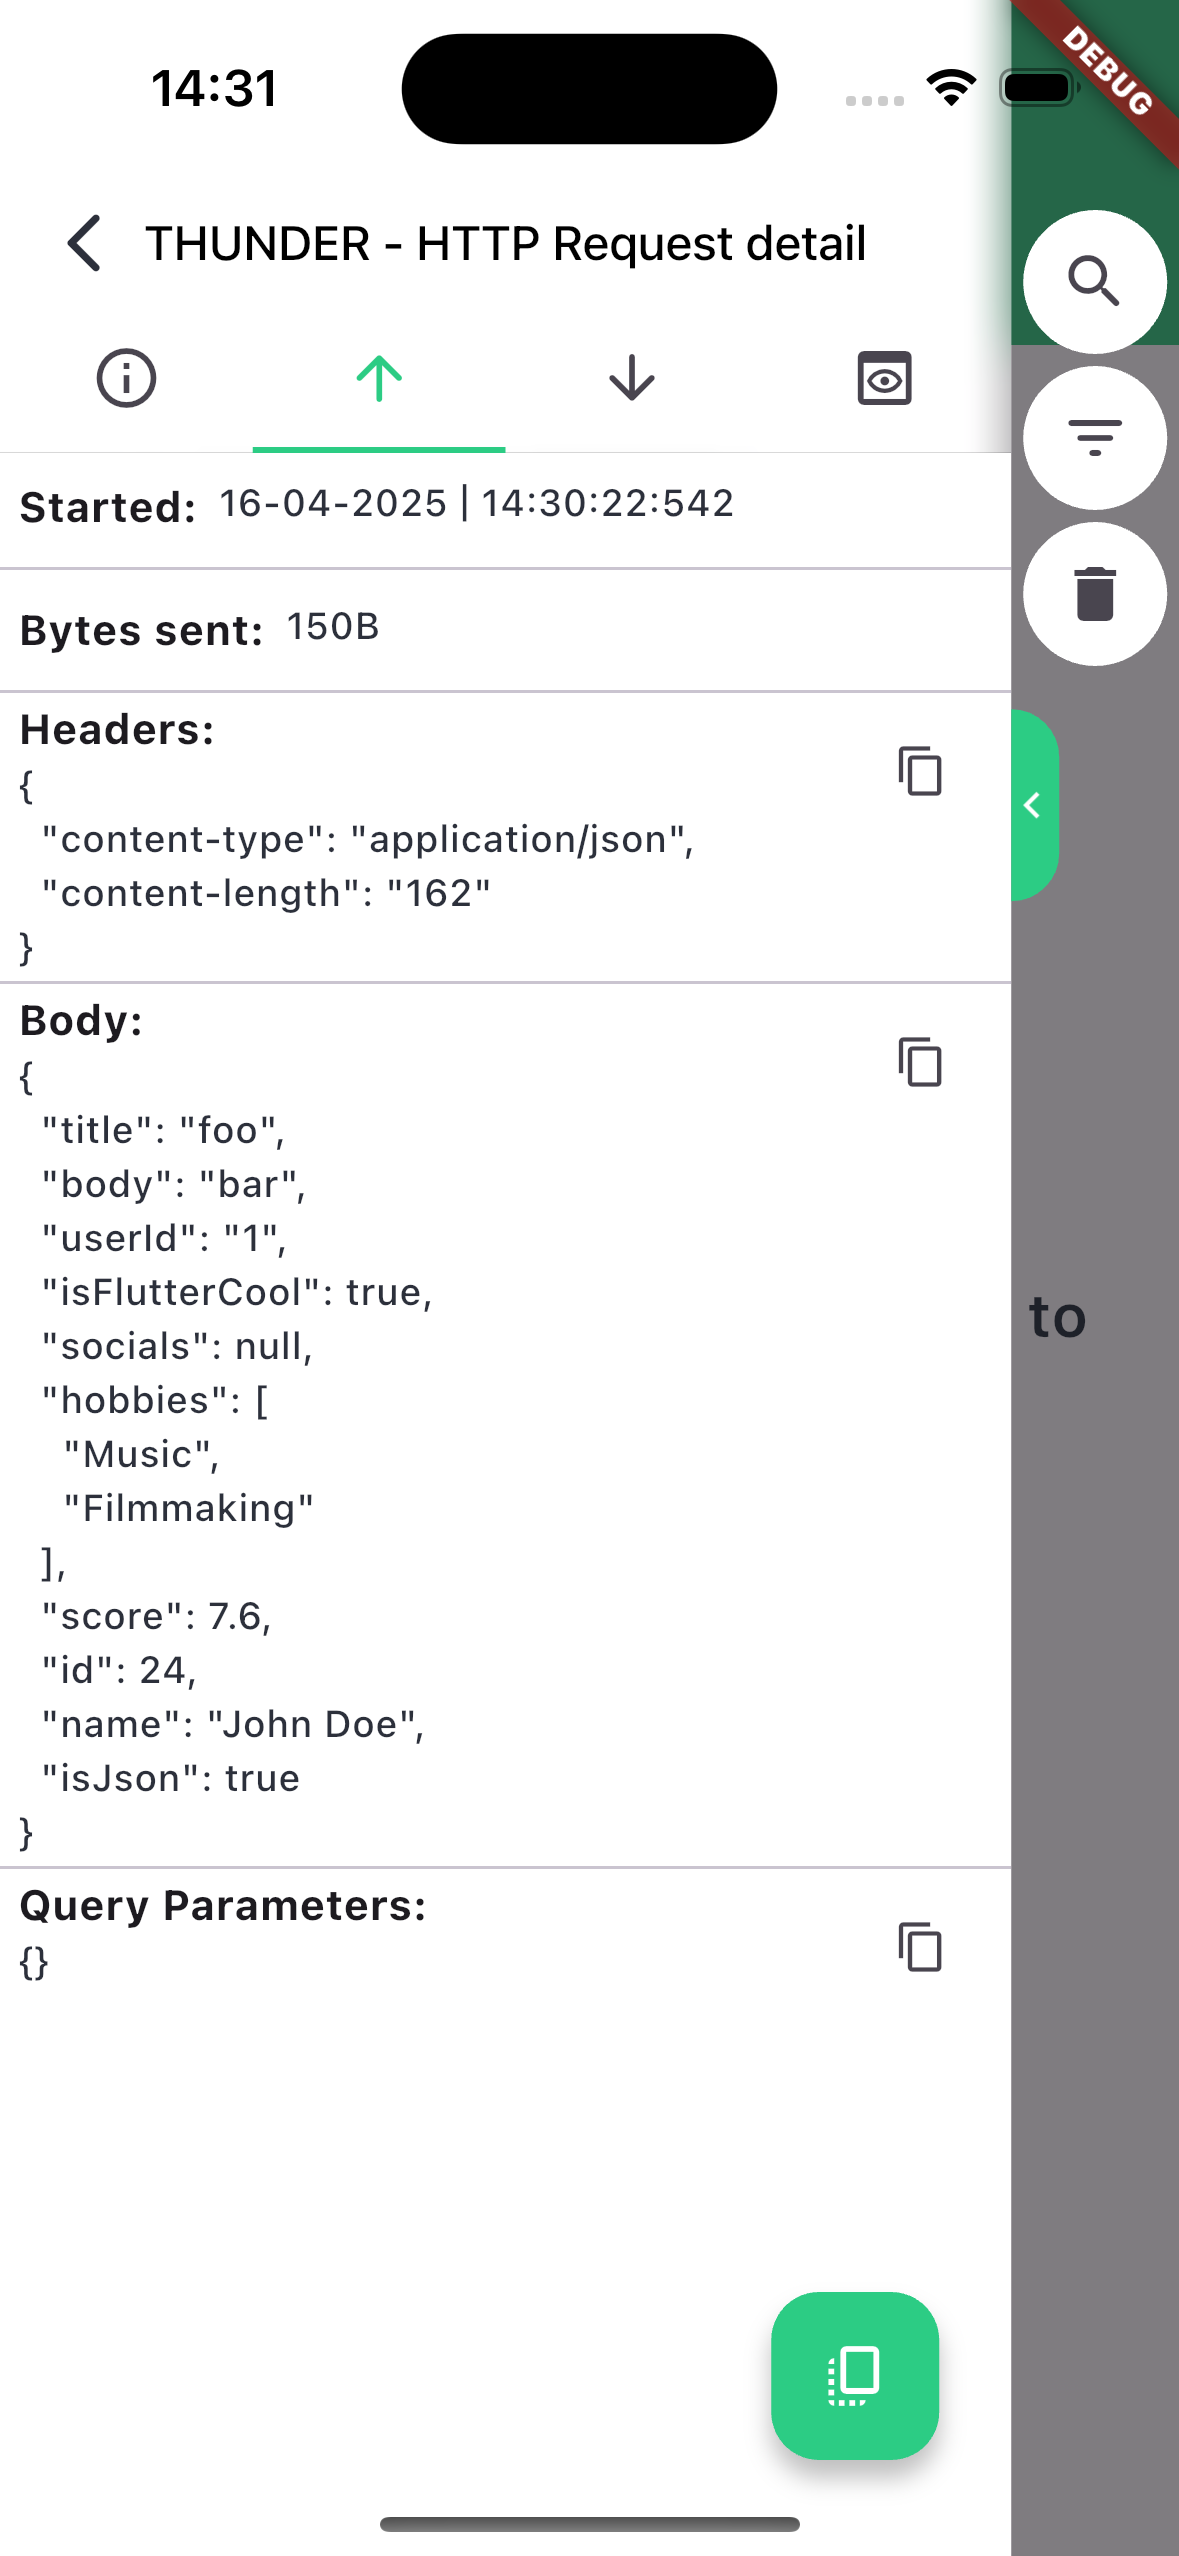 14:31
DEBUG
THUNDER - HTTP Request detail
Started: 16-04-2025 | 14:30:22:542
Bytes sent: 150B
Headers:
{
  "content-type": "application/json",
  "content-length": "162"
}
Body:
{
  "title": "foo",
  "body": "bar",
  "userId": "1",
  "isFlutterCool": true,
to
  "socials": null,
  "hobbies": [
    "Music",
    "Filmmaking"
  ],
  "score": 7.6,
  "id": 24,
  "name": "John Doe",
  "isJson": true
}
Query Parameters:
{}